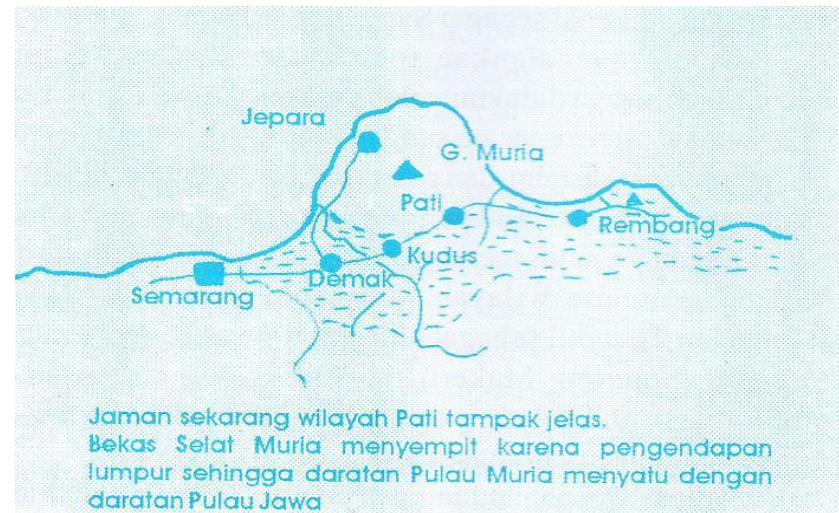 Jepara
G. Muria
Pati
Rembang
Kudus
Demak
Semarang
Jaman sekarang wilayah Pati tampak jelas.
Bekas Selat Muria menyempit karena pengendapan
lumpur sehingga daratan Pulau Muria menyatu dengan
daratan Pulau Jawa